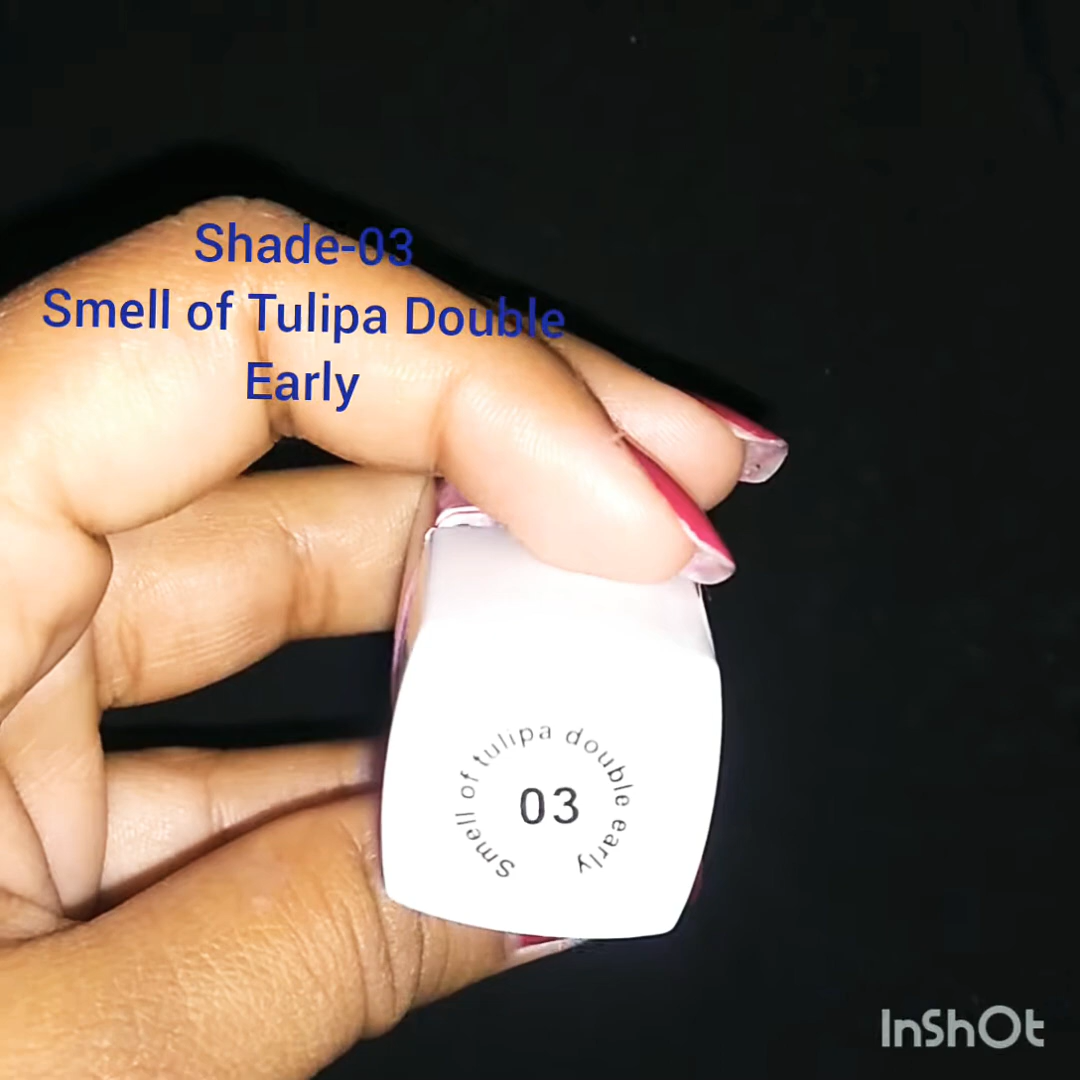 Shade-03
Smell of Tulipa Double
Early
Smell of tulipa double early
03
InShOt